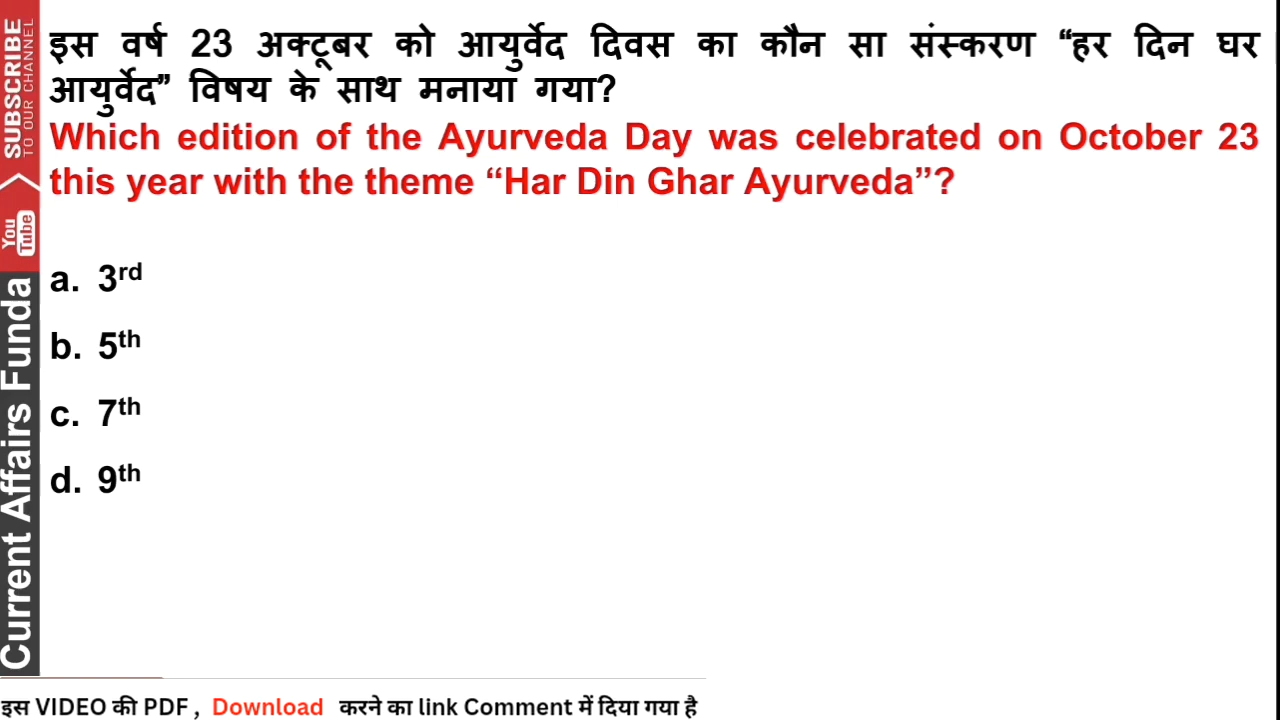 इस वर्ष 23 अक्टूबर को आयुर्वेद दिवस का कौन सा संस्करण “हर दिन घर
आयुर्वेद” विषय के साथ मनाया गया?
Which edition of the Ayurveda Day was celebrated on October 23
this year with the theme “Har Din Ghar Ayurveda”?
a. 3rd
b. 5th
c. 7th
d. 9th
SUBSCRIBE
TO OUR CHANNEL
You Tube
Current Affairs Funda
इस VIDEO की PDF , Download करने का link Comment में दिया गया है